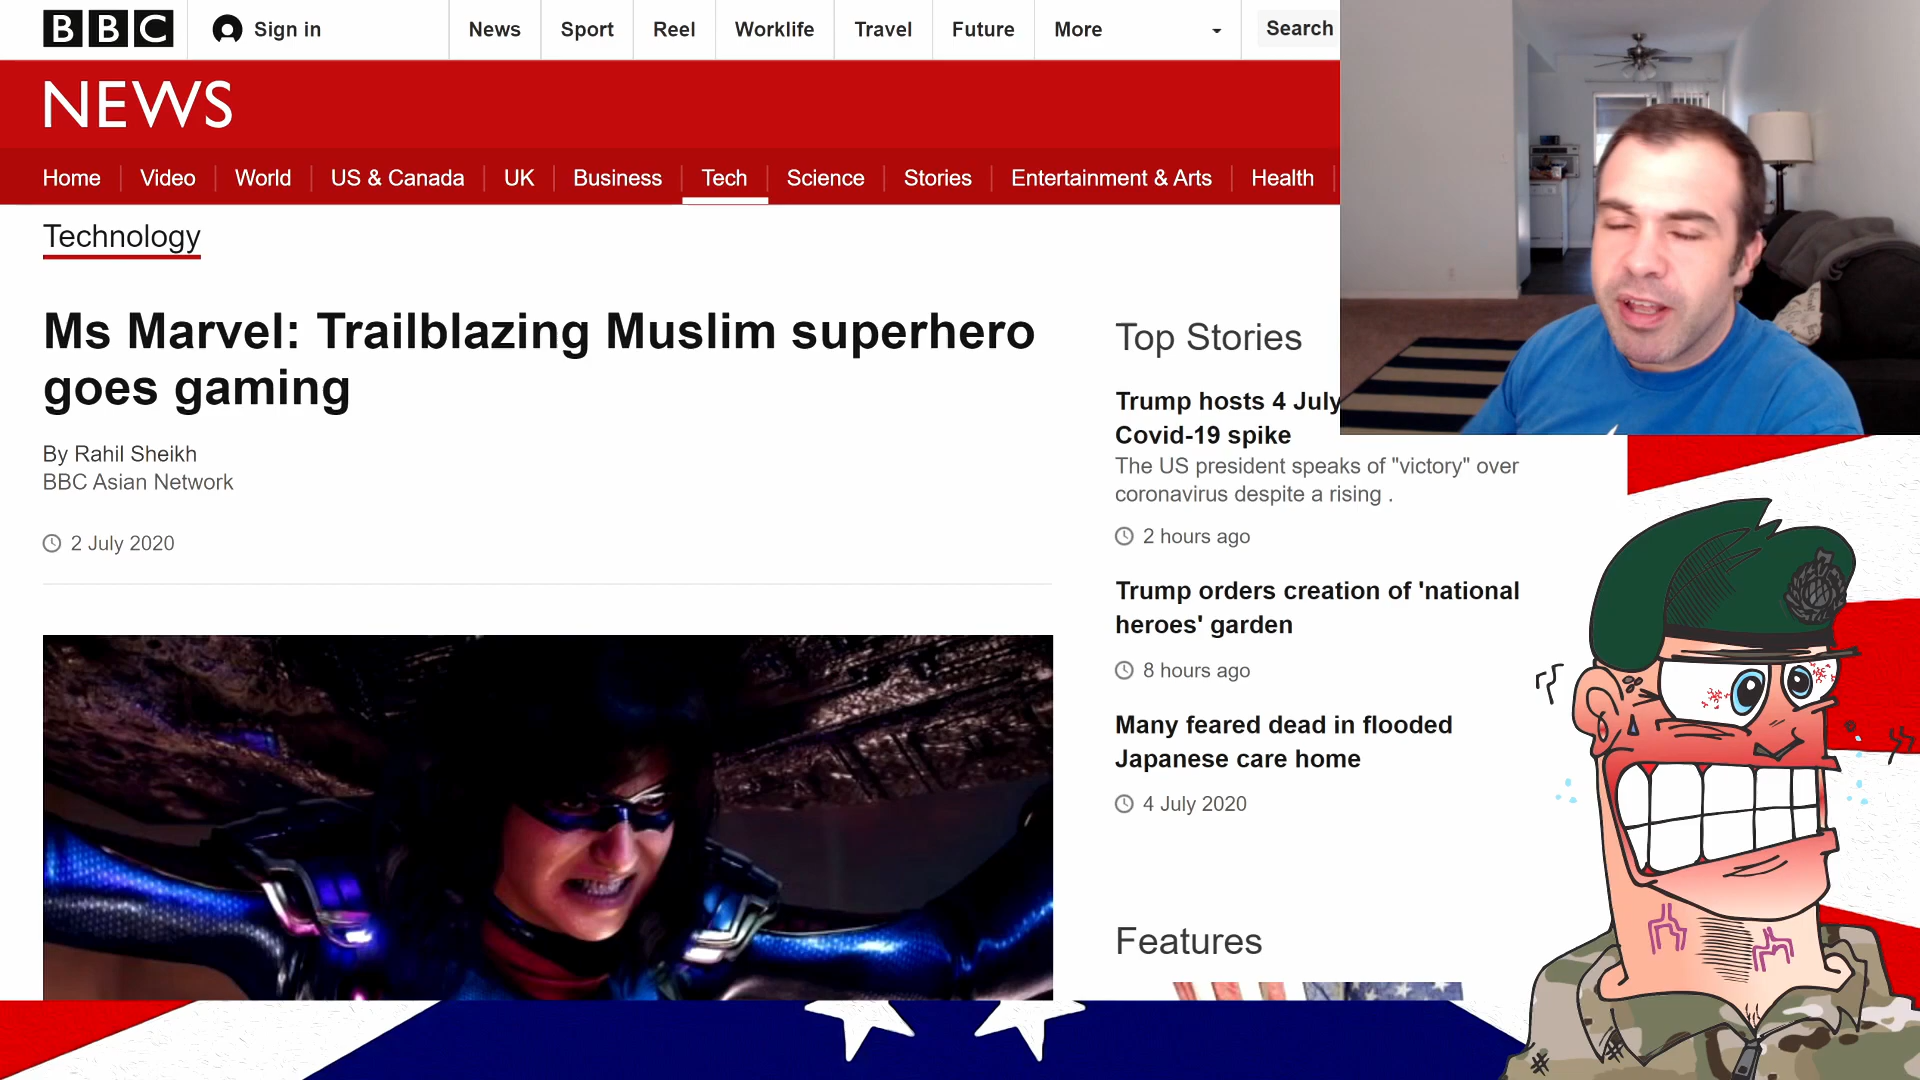 BBC
Sign in
News
Sport
Reel
Worklife
Travel
Future
More
Search
NEWS
Home
Video
World
US & Canada
UK
Business
Tech
Science
Stories
Entertainment & Arts
Health
Technology
Ms Marvel: Trailblazing Muslim superhero
goes gaming
By Rahil Sheikh
BBC Asian Network
2 July 2020
Top Stories
Trump hosts 4 July
Covid-19 spike
The US president speaks of "victory" over
coronavirus despite a rising .
2 hours ago
Trump orders creation of 'national
heroes' garden
8 hours ago
Many feared dead in flooded
Japanese care home
4 July 2020
Features